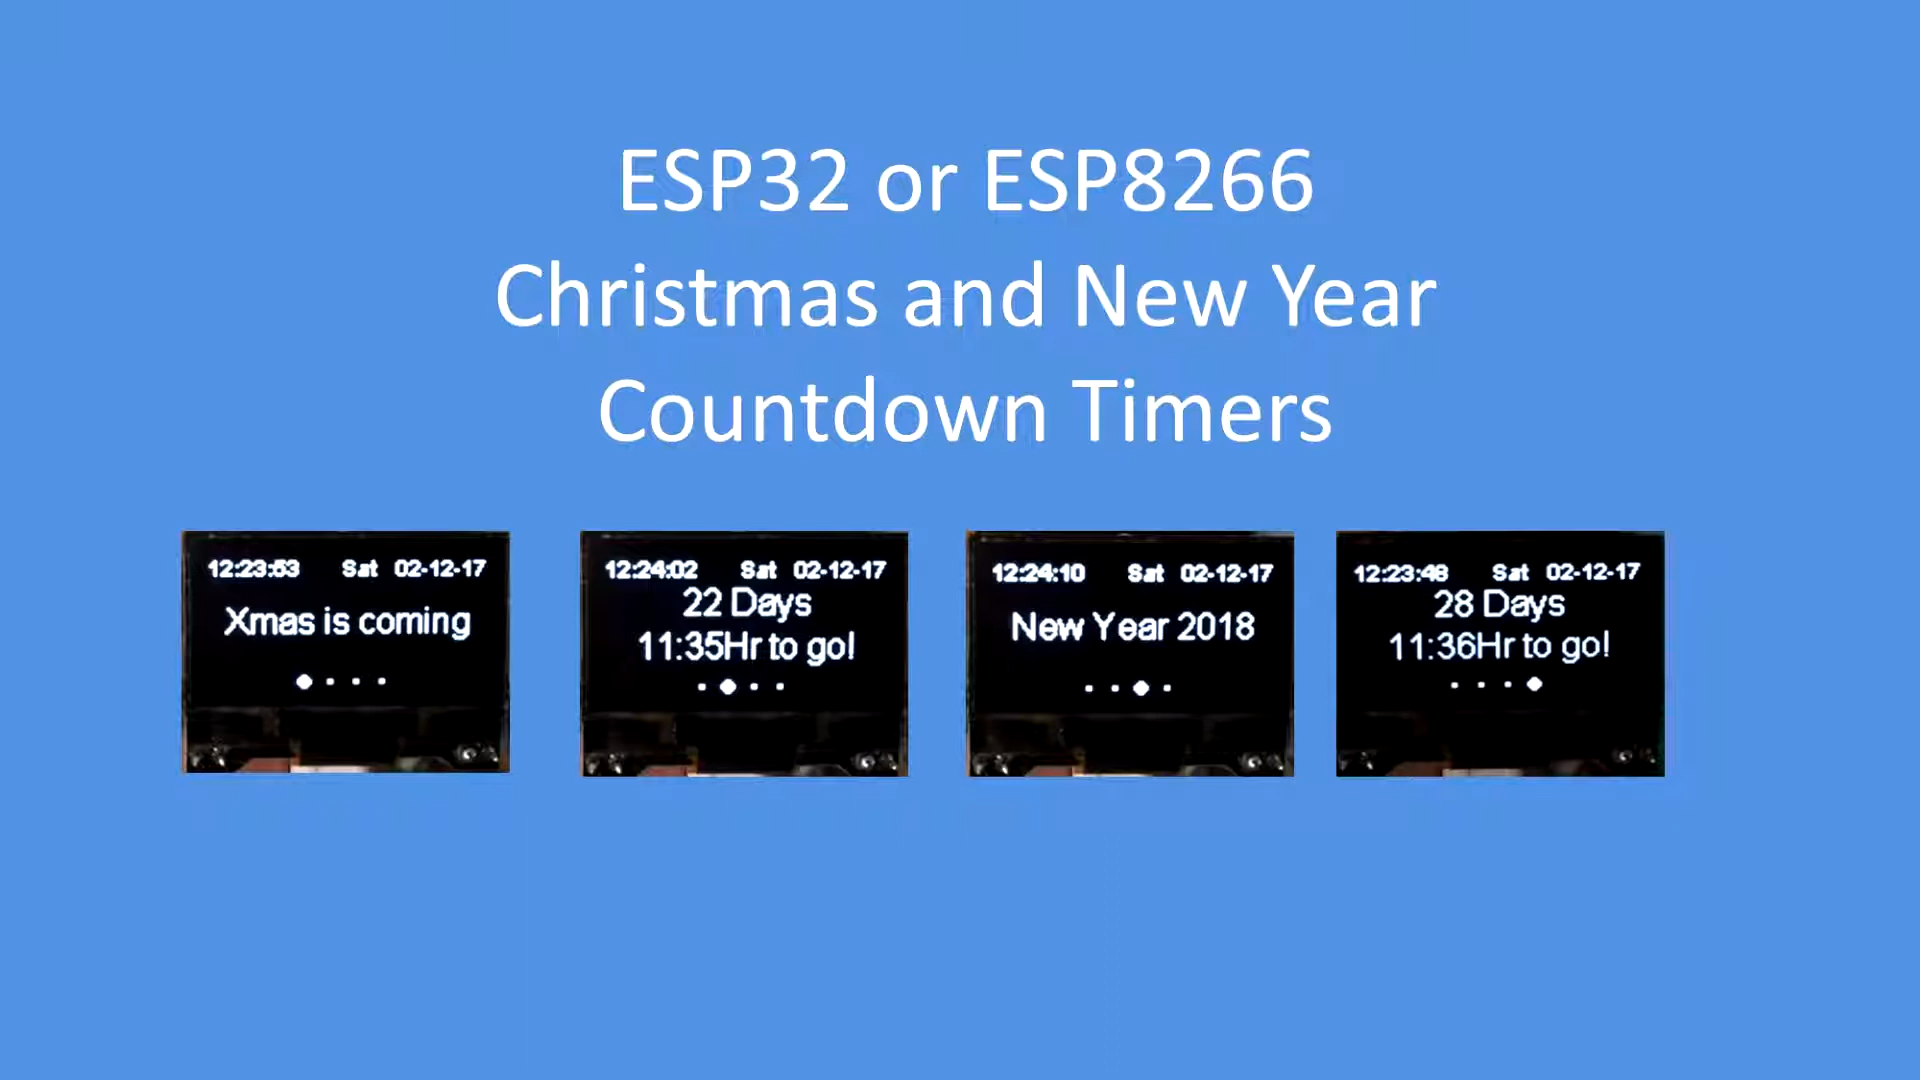 ESP32 or ESP8266
Christmas and New Year
Countdown Timers
12:23:53 Sat 02-12-17
Xmas is coming
12:24:02 Sat 02-12-17
22 Days
11:35Hr to go!
12:24:10 Sat 02-12-17
New Year 2018
12:23:48 Sat 02-12-17
28 Days
11:36Hr to go!